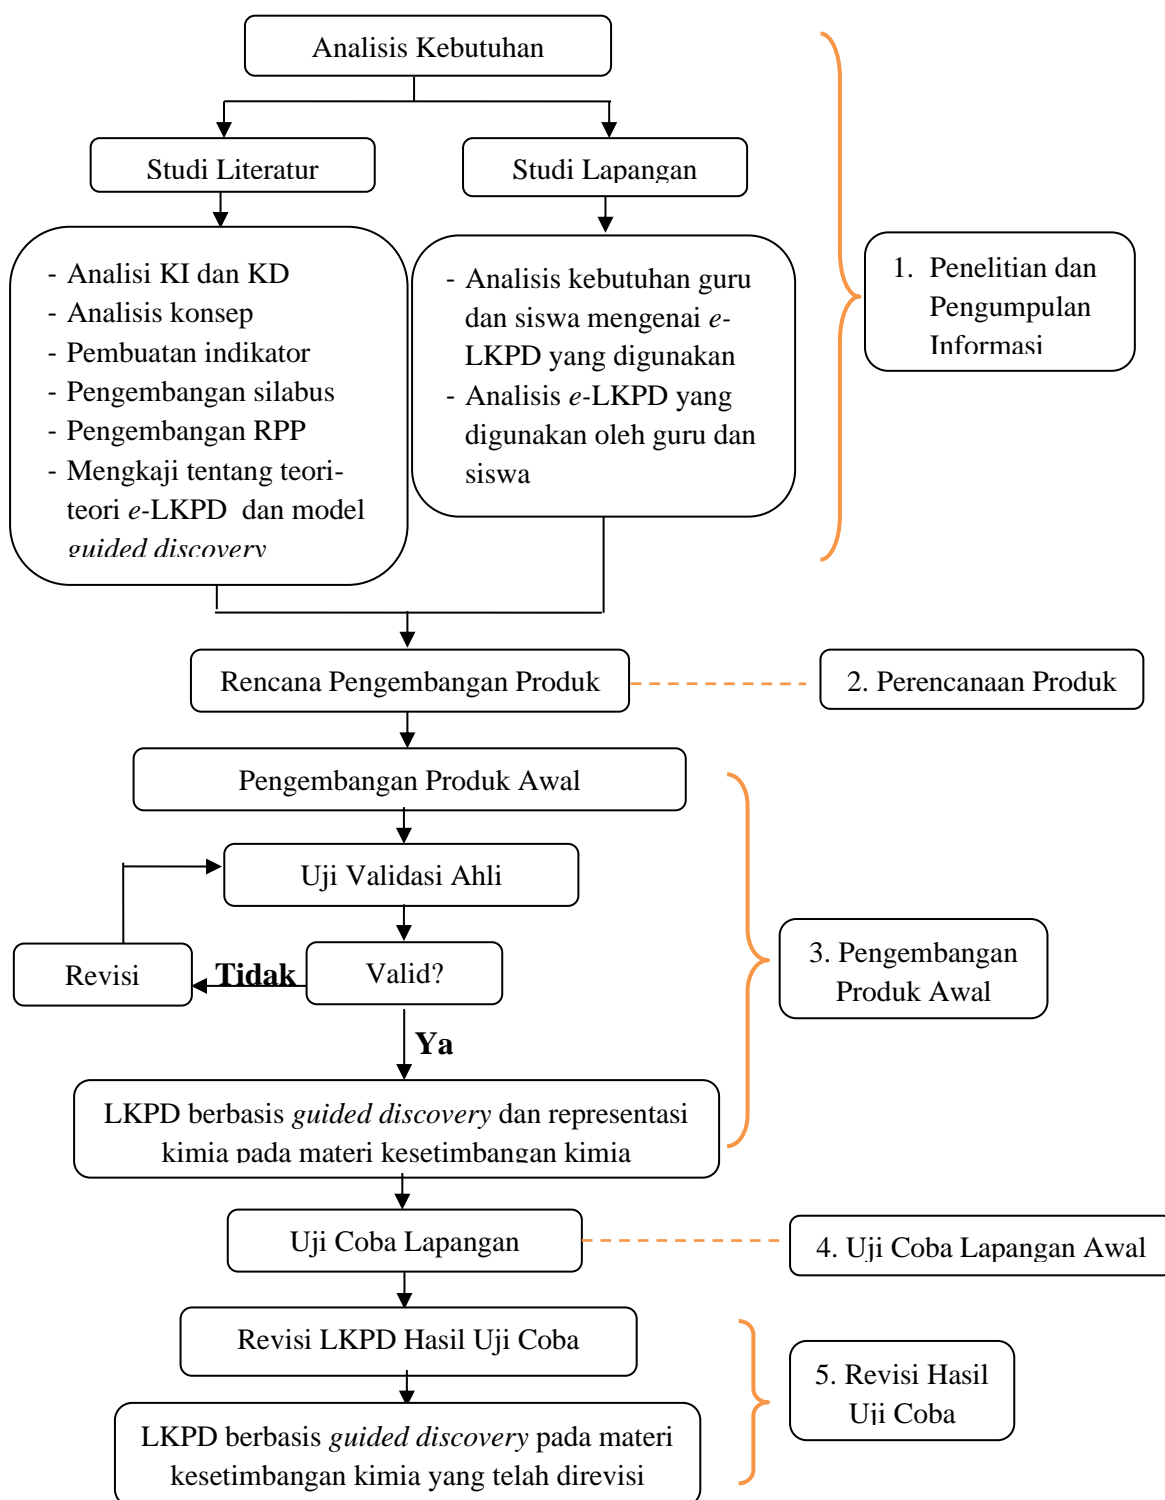 Analisis Kebutuhan
Studi Literatur
Studi Lapangan
- Analisi KI dan KD
- Analisis konsep
- Pembuatan indikator
- Pengembangan silabus
- Pengembangan RPP
- Mengkaji tentang teori-
teori e-LKPD dan model
guided discovery
- Analisis kebutuhan guru
dan siswa mengenai e-
LKPD yang digunakan
- Analisis e-LKPD yang
digunakan oleh guru dan
siswa
1. Penelitian dan
Pengumpulan
Informasi
Rencana Pengembangan Produk
2. Perencanaan Produk
Pengembangan Produk Awal
Uji Validasi Ahli
Revisi
Tidak
Valid?
Ya
3. Pengembangan
Produk Awal
LKPD berbasis guided discovery dan representasi
kimia pada materi kesetimbangan kimia
Uji Coba Lapangan
4. Uji Coba Lapangan Awal
Revisi LKPD Hasil Uji Coba
5. Revisi Hasil
Uji Coba
LKPD berbasis guided discovery pada materi
kesetimbangan kimia yang telah direvisi